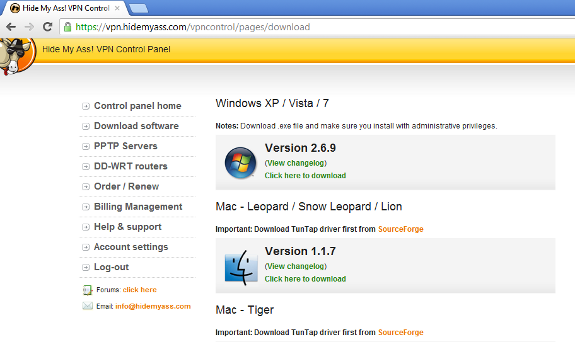 Hide My Ass! VPN Control
https://vpn.hidemyass.com/vpncontrol/pages/download
Hide My Ass! VPN Control Panel
Control panel home
Download software
PPTP Servers
DD-WRT routers
Order / Renew
Billing Management
Help & support
Account settings
Log-out
Forums: click here
Email: info@hidemyass.com
Windows XP / Vista / 7
Notes: Download .exe file and make sure you install with administrative privileges.
Version 2.6.9
(View changelog)
Click here to download
Mac - Leopard / Snow Leopard / Lion
Important: Download TunTap driver first from SourceForge
Version 1.1.7
(View changelog)
Click here to download
Mac - Tiger
Important: Download TunTap driver first from SourceForge